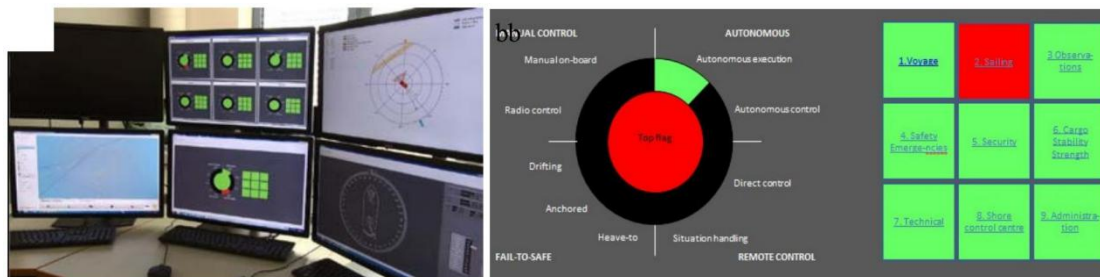 bb
MANUAL CONTROL
AUTONOMOUS
Manual on-board
Autonomous execution
Radio control
Autonomous control
Top flag
Drifting
Direct control
Anchored
Heave-to
Situation handling
FAIL-TO-SAFE
REMOTE CONTROL
1.Voyage
2. Sailing
3 Observa-
tions
4. Safety
Emerge-ncies
5. Security
6. Cargo
Stability
Strength
7. Technical
8. Shore
control centre
9. Administra-
tion